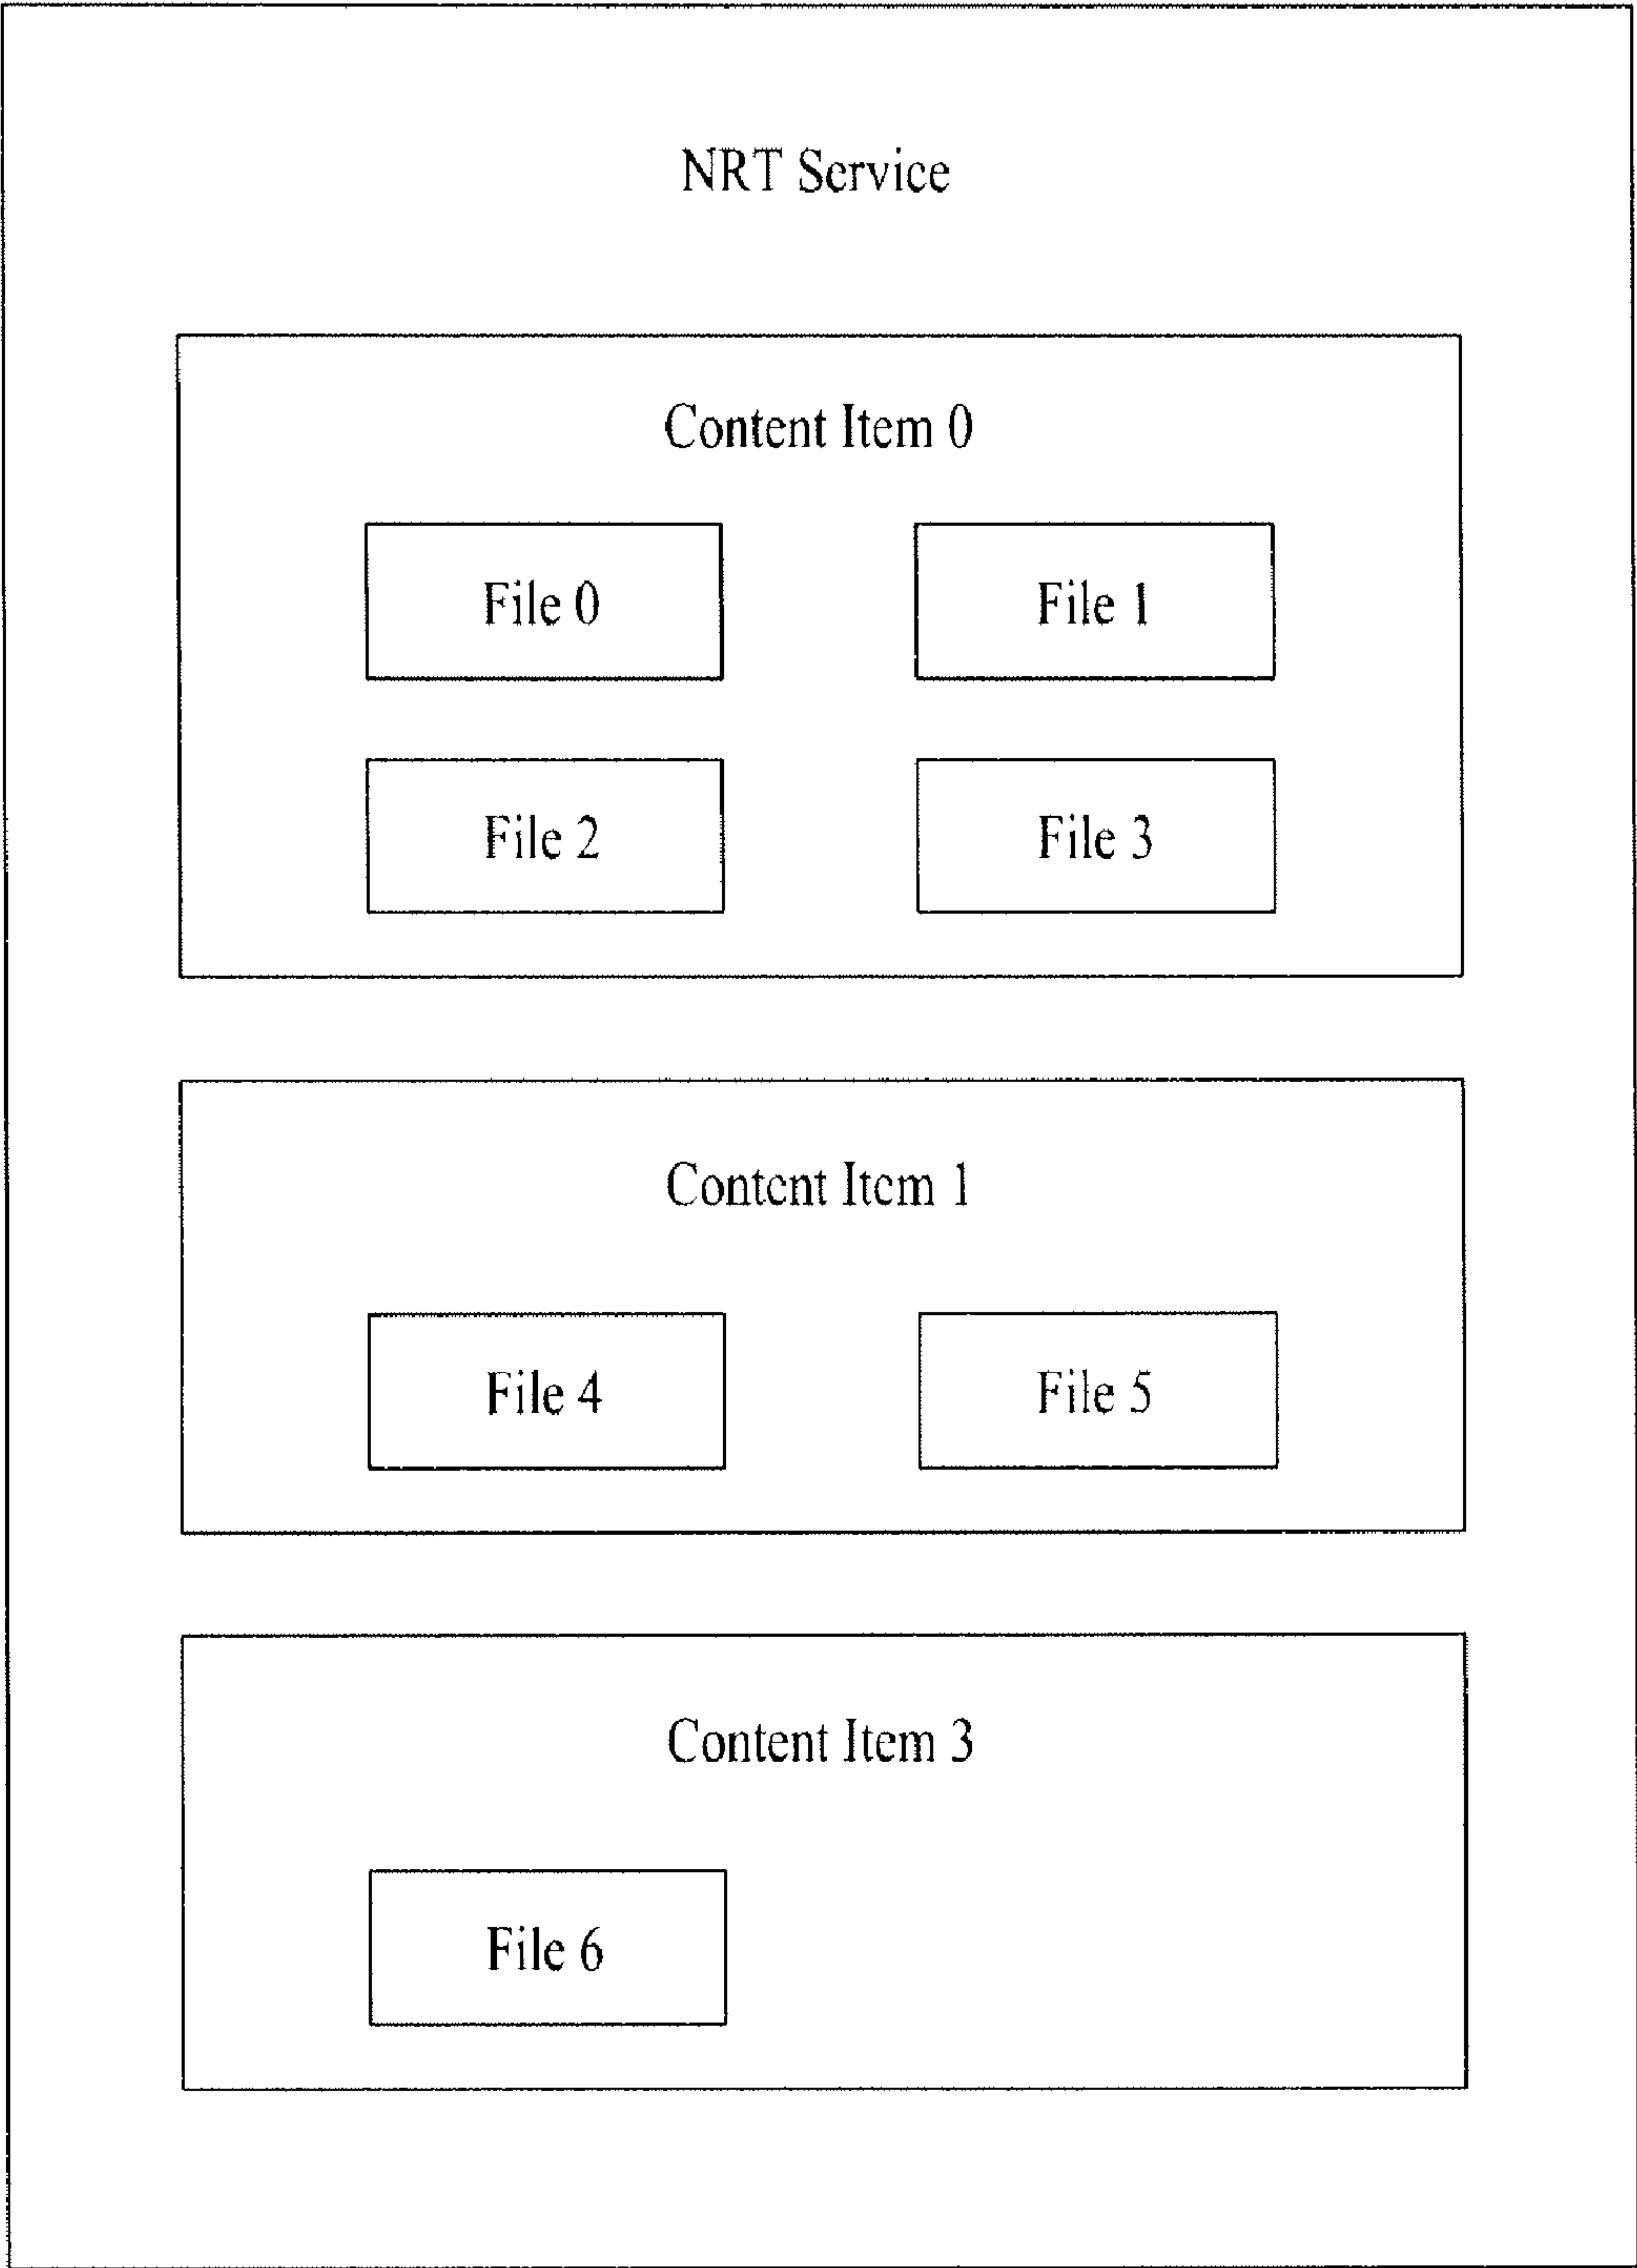 NRT Service
Content Item 0
File 0
File 1
File 2
File 3
Content Item 1
File 4
File 5
Content Item 3
File 6